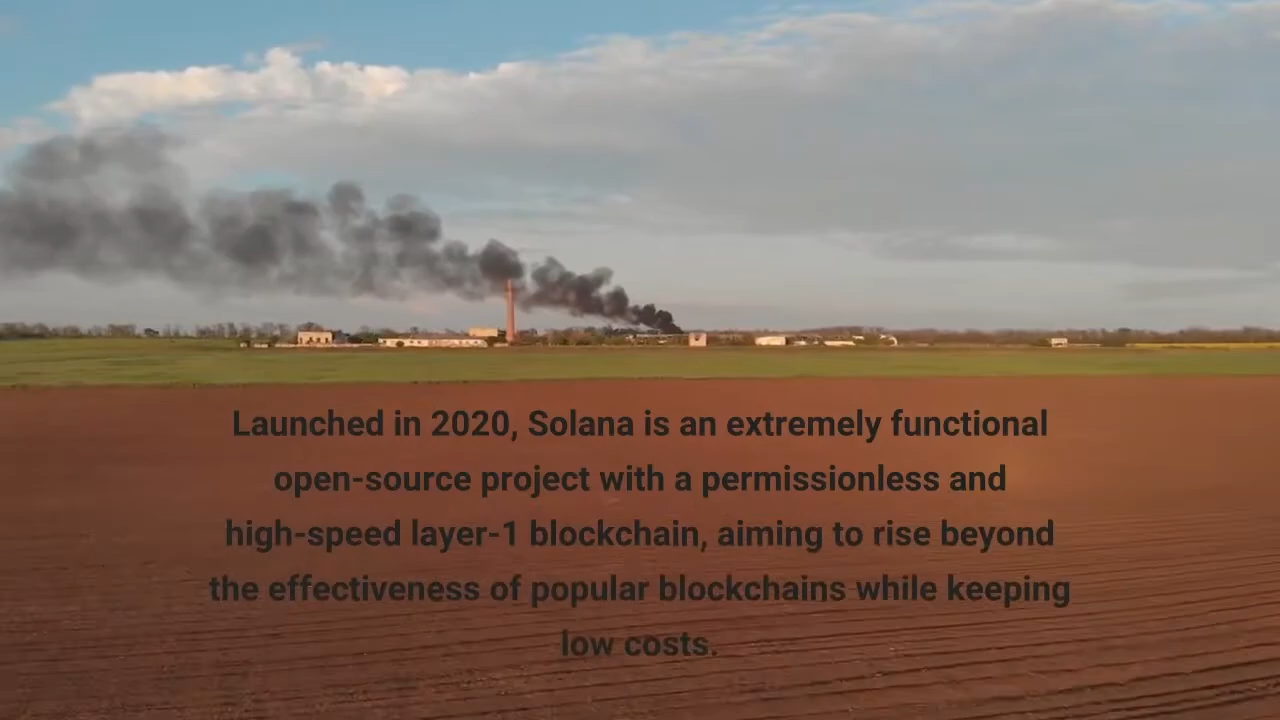 Launched in 2020, Solana is an extremely functional
open-source project with a permissionless and
high-speed layer-1 blockchain, aiming to rise beyond
the effectiveness of popular blockchains while keeping
low costs.